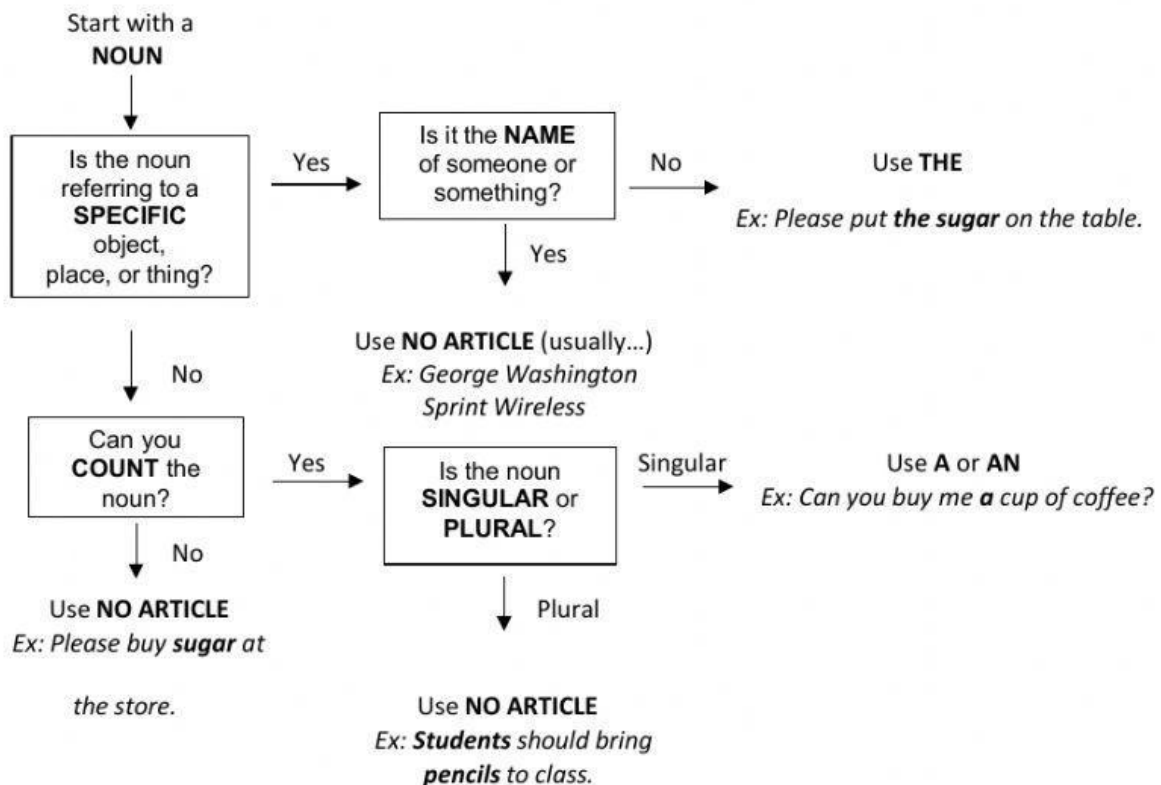 Start with a
NOUN
Is the noun
referring to a
SPECIFIC
object,
place, or thing?
Yes
Is it the NAME
of someone or
something?
No
Use THE
Ex: Please put the sugar on the table.
Yes
Use NO ARTICLE (usually...)
Ex: George Washington
Sprint Wireless
No
Can you
COUNT the
noun?
Yes
Is the noun
SINGULAR or
PLURAL?
Singular
Use A or AN
Ex: Can you buy me a cup of coffee?
No
Use NO ARTICLE
Ex: Please buy sugar at
the store.
Plural
Use NO ARTICLE
Ex: Students should bring
pencils to class.